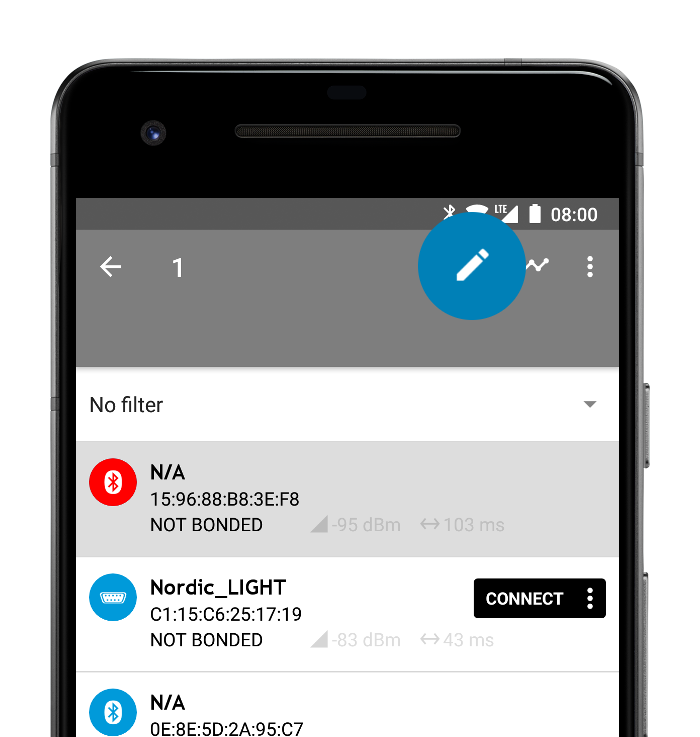 LTE 08:00
1
No filter
N/A
15:96:88:B8:3E:F8
NOT BONDED -95 dBm 103 ms
Nordic_LIGHT
C1:15:C6:25:17:19
CONNECT
NOT BONDED -83 dBm 43 ms
N/A
0E:8E:5D:2A:95:C7